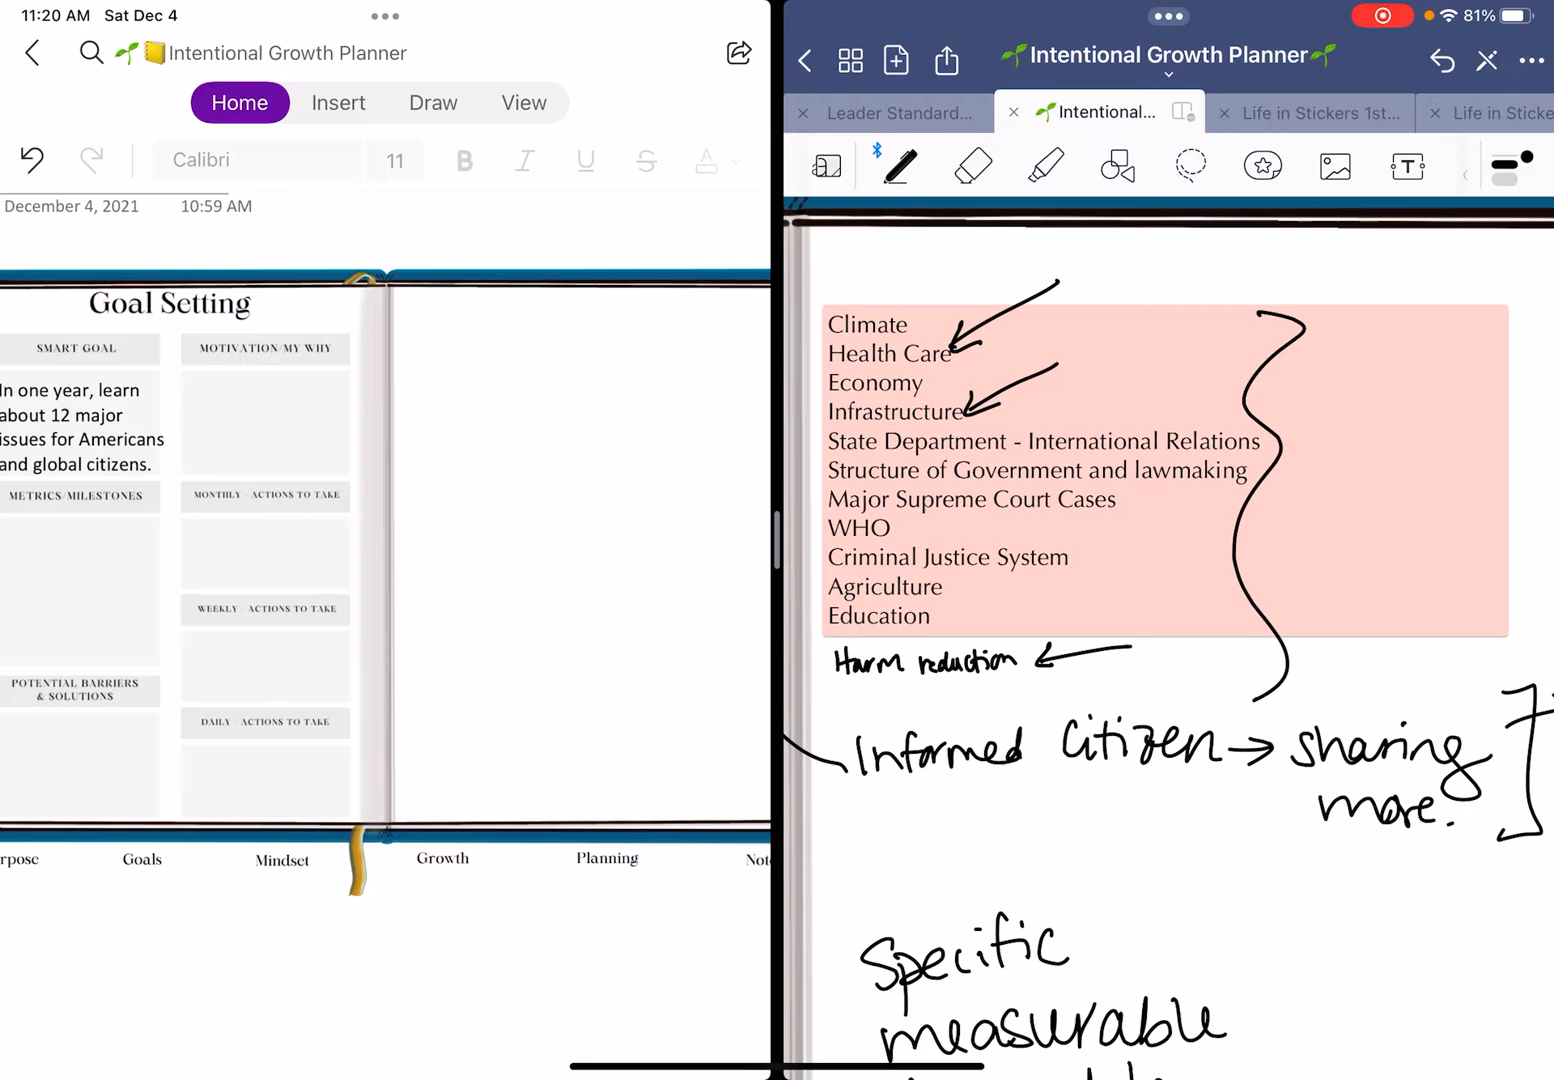 11:20 AM Sat Dec 4
Intentional Growth Planner
Home Insert Draw View
Calibri 11 B I U S A
December 4, 2021 10:59 AM
Goal Setting
SMART GOAL
In one year, learn
about 12 major
issues for Americans
and global citizens.
METRICS/MILESTONES
POTENTIAL BARRIERS
& SOLUTIONS
MOTIVATION/MY WHY
MONTHLY - ACTIONS TO TAKE
WEEKLY - ACTIONS TO TAKE
DAILY - ACTIONS TO TAKE
rpose Goals Mindset Growth Planning Not
81%
Intentional Growth Planner
Leader Standard... Intentional... Life in Stickers 1st... Life in Sticke
T
Climate
Health Care
Economy
Infrastructure
State Department - International Relations
Structure of Government and lawmaking
Major Supreme Court Cases
WHO
Criminal Justice System
Agriculture
Education
Harm reduction
Informed Citizen → sharing
more.
Specific
measurable